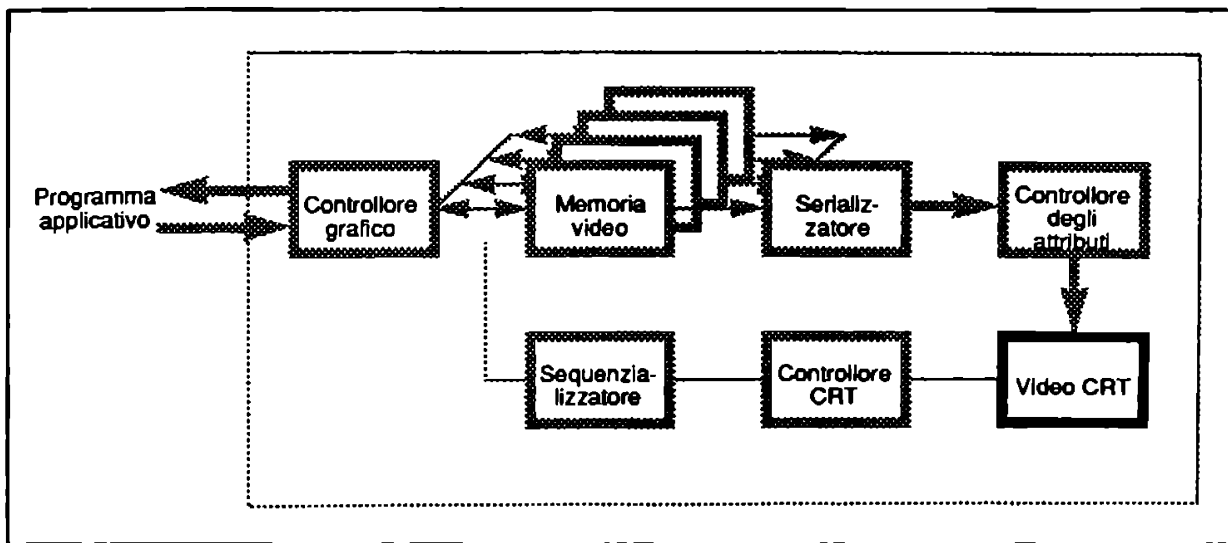 Programma
applicativo
Controllore
grafico
Memoria
video
Serializ-
zatore
Controllore
degli
attributi
Sequenzia-
lizzatore
Controllore
CRT
Video CRT